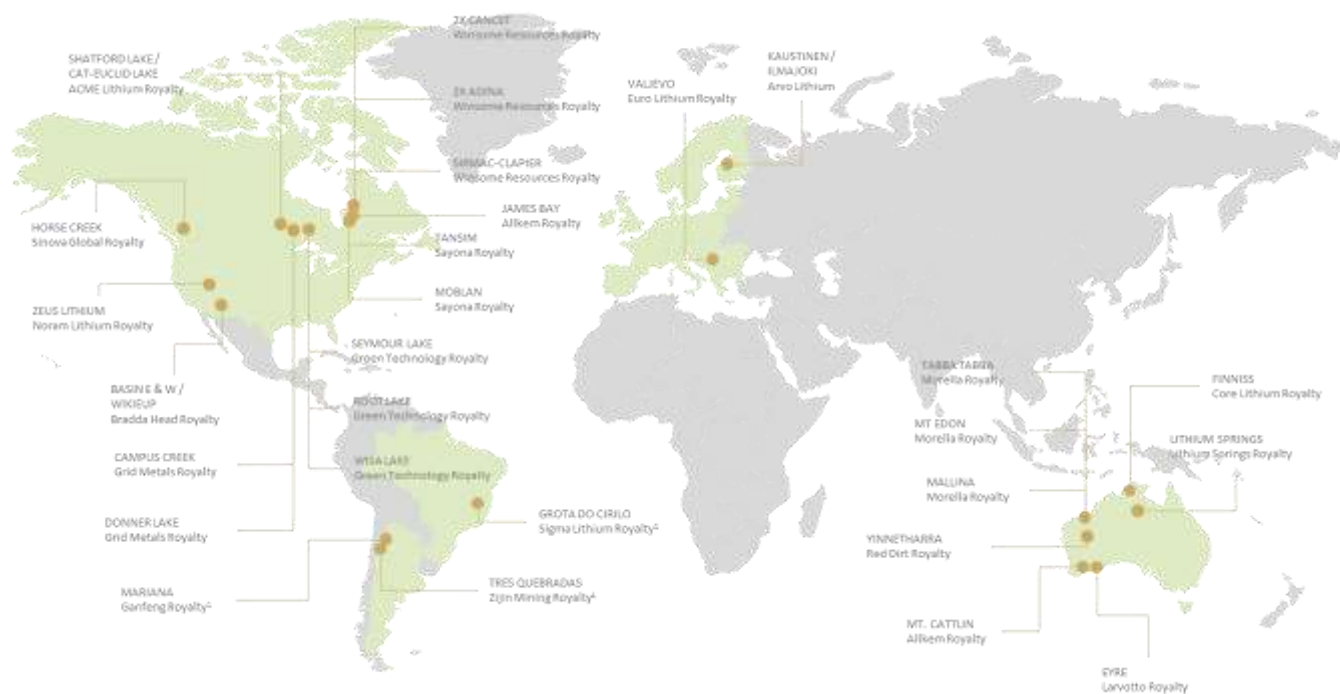 2X CANCET
Winsome Resources Royalty
SHATFORD LAKE /
CAT-EUCLID LAKE
ACME Lithium Royalty
2X ADINA
Winsome Resources Royalty
SIRMAC-CLAPIER
Winsome Resources Royalty
VALJEVO
Euro Lithium Royalty
KAUSTINEN /
ILMAJOKI
Arvo Lithium
HORSE CREEK
Sinova Global Royalty
JAMES BAY
Allkem Royalty
TANSIM
Sayona Royalty
ZEUS LITHIUM
Noram Lithium Royalty
MOBLAN
Sayona Royalty
SEYMOUR LAKE
Green Technology Royalty
BASIN E & W /
WIKIEUP
Bradda Head Royalty
ROOT LAKE
Green Technology Royalty
CAMPUS CREEK
Grid Metals Royalty
WISA LAKE
Green Technology Royalty
DONNER LAKE
Grid Metals Royalty
GROTA DO CIRILO
Sigma Lithium Royalty
MARIANA
Ganfeng Royalty
TRES QUEBRADAS
Zijin Mining Royalty
TABBA TABBA
Morella Royalty
FINNISS
Core Lithium Royalty
MT EDON
Morella Royalty
LITHIUM SPRINGS
Lithium Springs Royalty
MALLINA
Morella Royalty
YINNETHARRA
Red Dirt Royalty
MT. CATTLIN
Allkem Royalty
EYRE
Larvotto Royalty